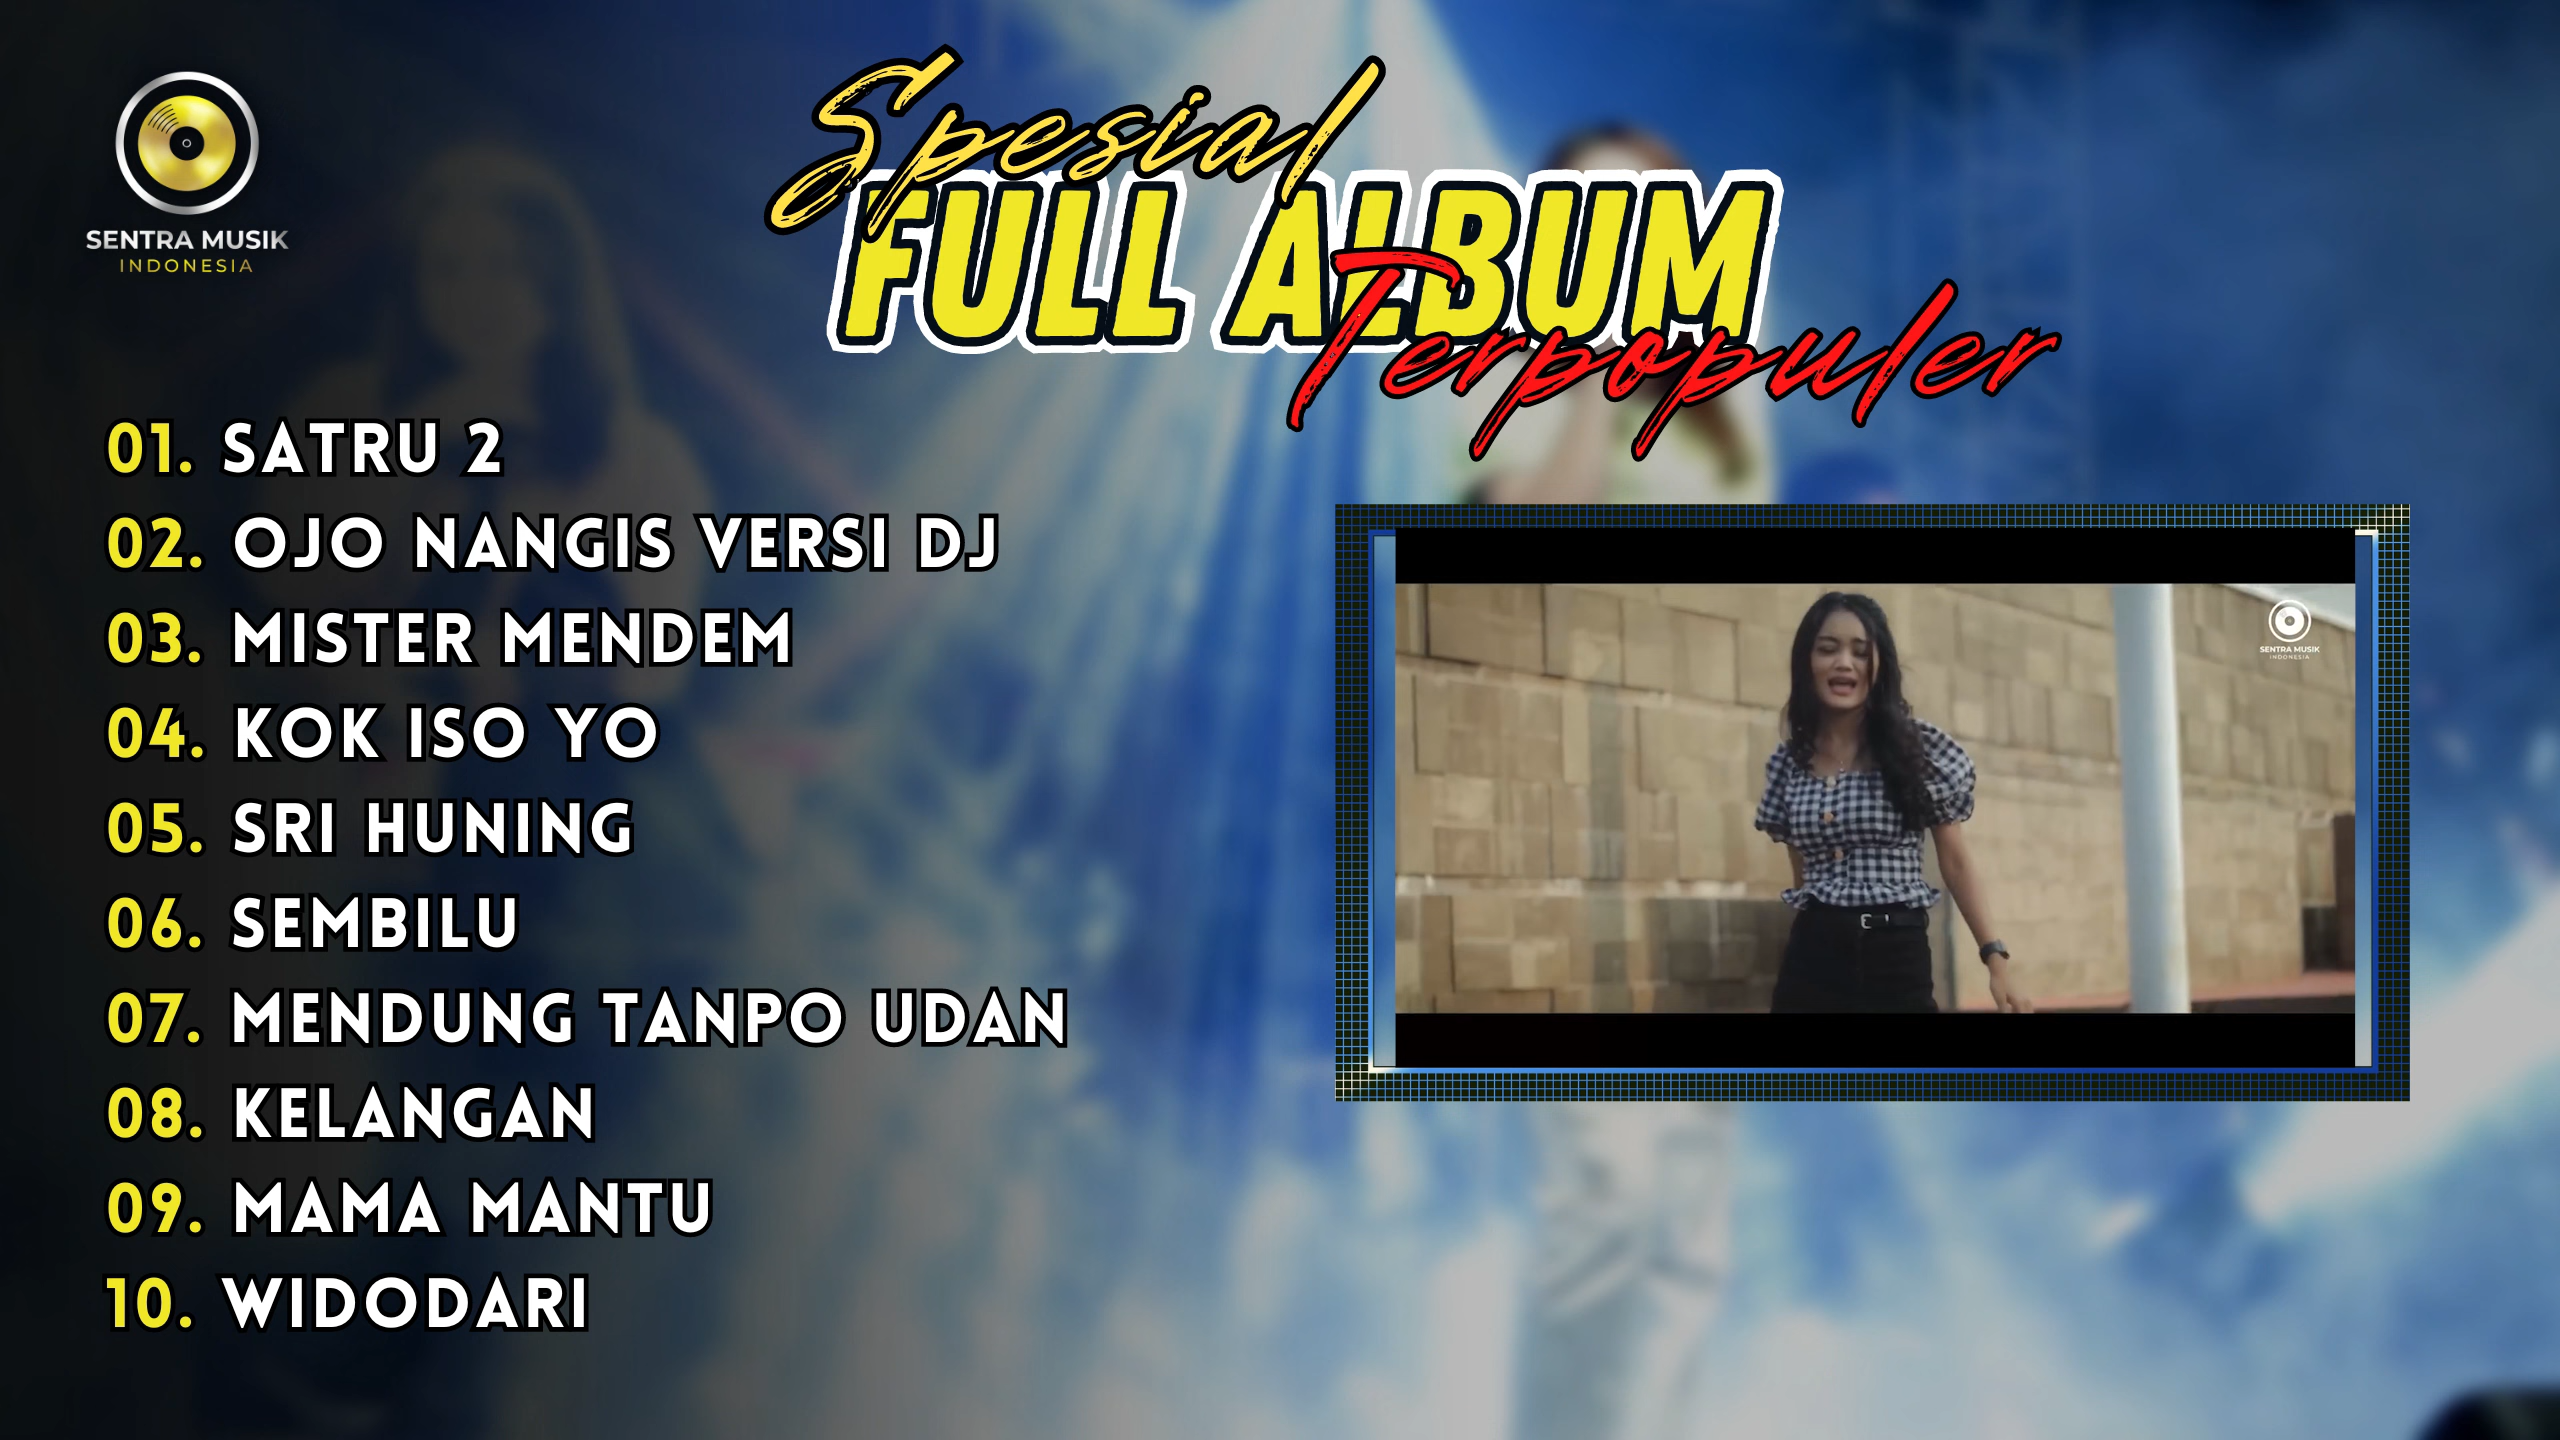 SENTRA MUSIK
INDONESIA
Spesial
FULL ALBUM
Terpopuler
01. SATRU 2
02. OJO NANGIS VERSI DJ
03. MISTER MENDEM
04. KOK ISO YO
05. SRI HUNING
06. SEMBILU
07. MENDUNG TANPO UDAN
08. KELANGAN
09. MAMA MANTU
10. WIDODARI
SENTRA MUSIK
INDONESIA